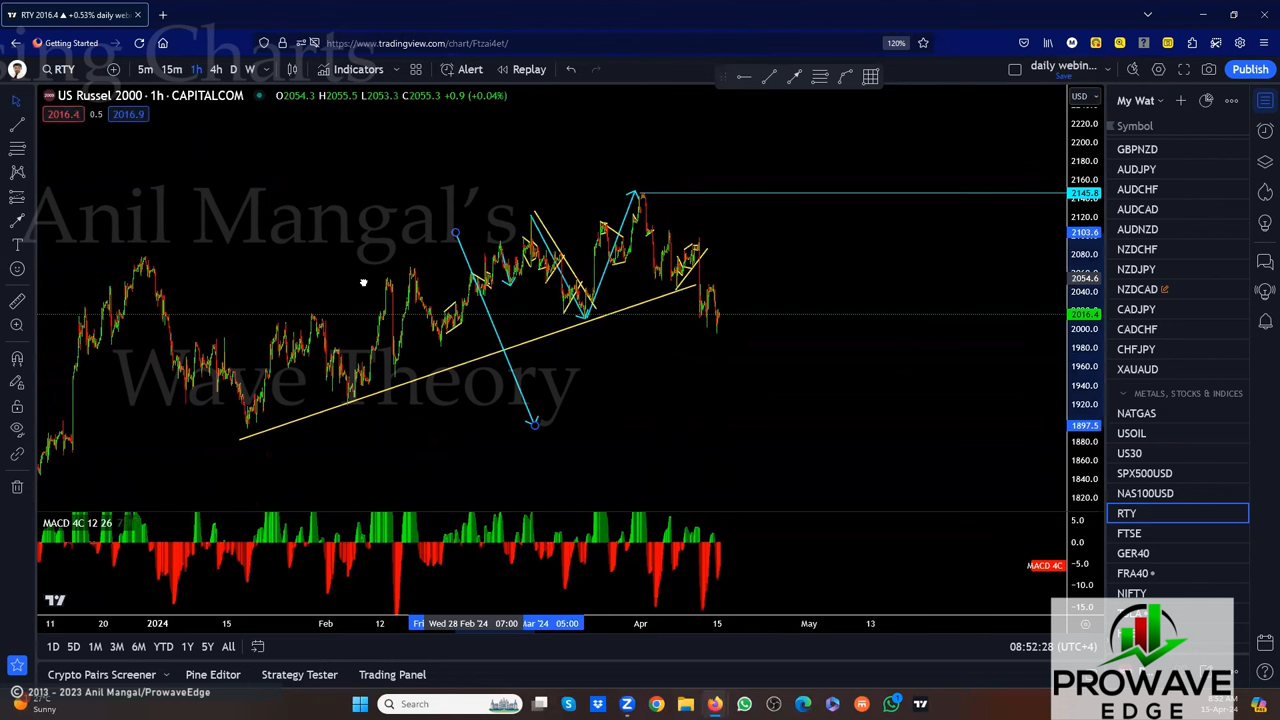 RTY 2016.4 ▲ +0.53% daily web
Getting Started
https://www.tradingview.com/chart/Ftzai4et/
120%
RTY
5m 15m 1h 4h D W
Indicators
Alert
Replay
daily webin...
Save
Publish
US Russel 2000 · 1h · CAPITALCOM
O2054.3 H2055.5 L2053.3 C2055.3 +0.9 (+0.04%)
2016.4 0.5 2016.9
ing Charts
Anil Mangal's
Wave Theory
USD
2220.0
2200.0
2180.0
2160.0
2145.8
2120.0
2103.6
2080.0
2054.6
2040.0
2016.4
2000.0
1980.0
1960.0
1940.0
1920.0
1897.5
1880.0
1860.0
1840.0
1820.0
MACD 4C 12 26
5.0
0.0
−5.0
−10.0
−15.0
MACD 4C
11 20 2024 15 Feb 12 Fri Wed 28 Feb '24 07:00 Mar '24 05:00 Apr 15 May 13
1D 5D 1M 3M 6M YTD 1Y 5Y All
08:52:28 (UTC+4)
Crypto Pairs Screener
Pine Editor
Strategy Tester
Trading Panel
My Wat
Symbol
GBPNZD
AUDJPY
AUDCHF
AUDCAD
AUDNZD
NZDCHF
NZDJPY
NZDCAD
CADJPY
CADCHF
CHFJPY
XAUAUD
METALS, STOCKS & INDICES
NATGAS
USOIL
US30
SPX500USD
NAS100USD
RTY
FTSE
GER40
FRA40
NIFTY
PROWAVE
EDGE
© 2013 - 2023 Anil Mangal/ProwaveEdge
27°C
Sunny
Search
15-Apr-24